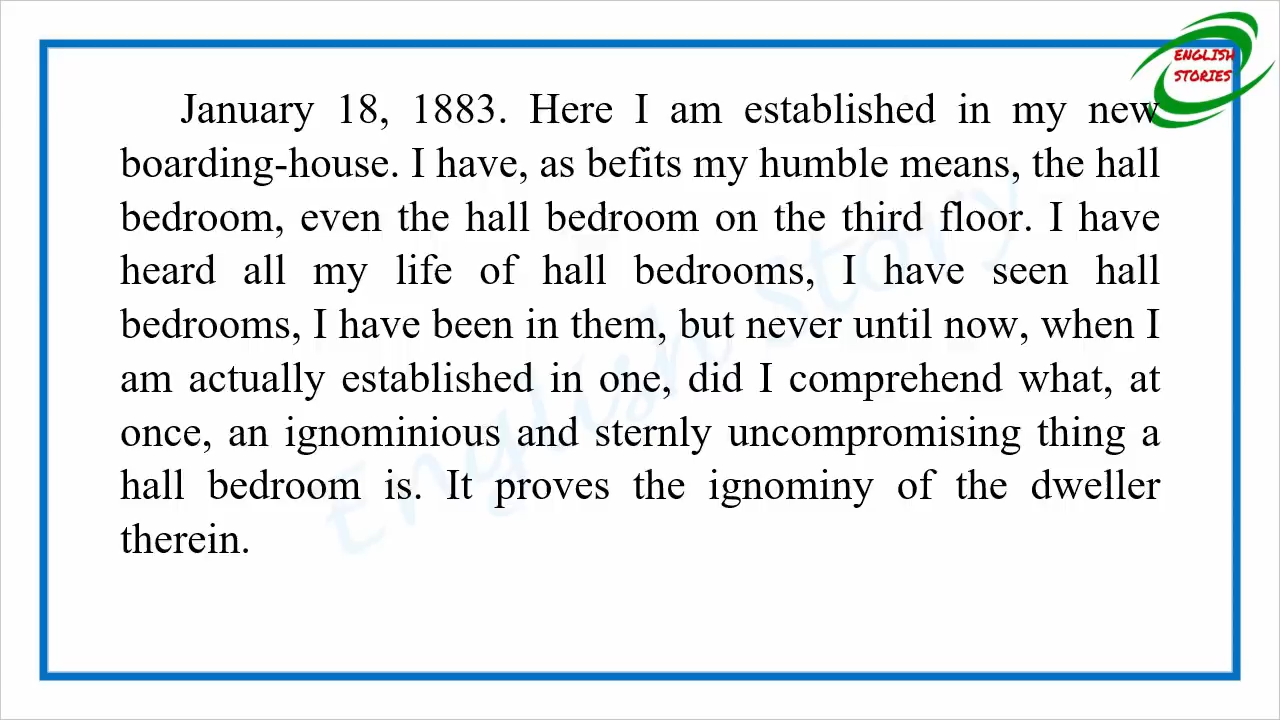 ENGLISH
STORIES
January 18, 1883. Here I am established in my new
boarding-house. I have, as befits my humble means, the hall
bedroom, even the hall bedroom on the third floor. I have
heard all my life of hall bedrooms, I have seen hall
bedrooms, I have been in them, but never until now, when I
am actually established in one, did I comprehend what, at
once, an ignominious and sternly uncompromising thing a
hall bedroom is. It proves the ignominy of the dweller
therein.
English Story